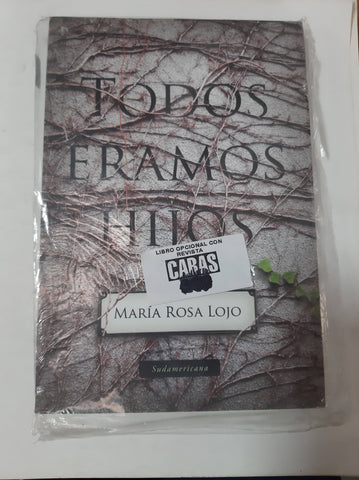 TODOS
ERAMOS
HIJOS
LIBRO OPCIONAL CON
REVISTA
CARAS
MARÍA ROSA LOJO
Sudamericana